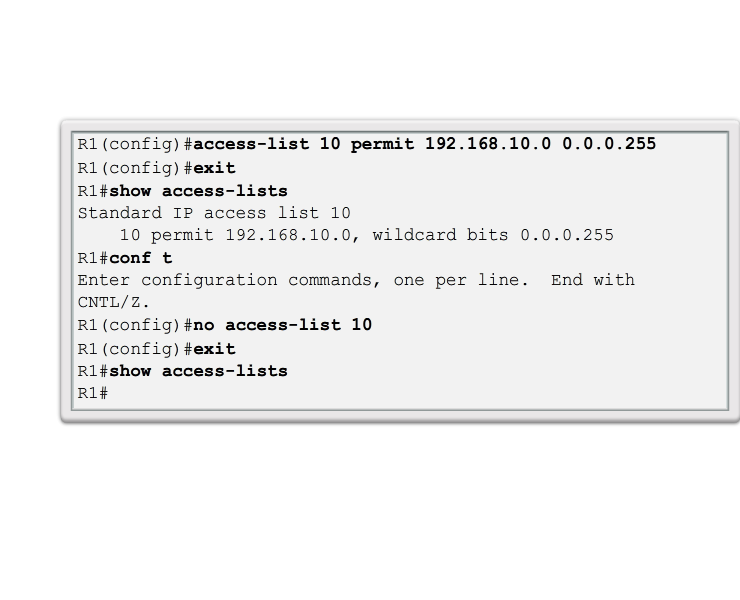 R1(config)#access-list 10 permit 192.168.10.0 0.0.0.255
R1(config)#exit
R1#show access-lists
Standard IP access list 10
    10 permit 192.168.10.0, wildcard bits 0.0.0.255
R1#conf t
Enter configuration commands, one per line.  End with
CNTL/Z.
R1(config)#no access-list 10
R1(config)#exit
R1#show access-lists
R1#